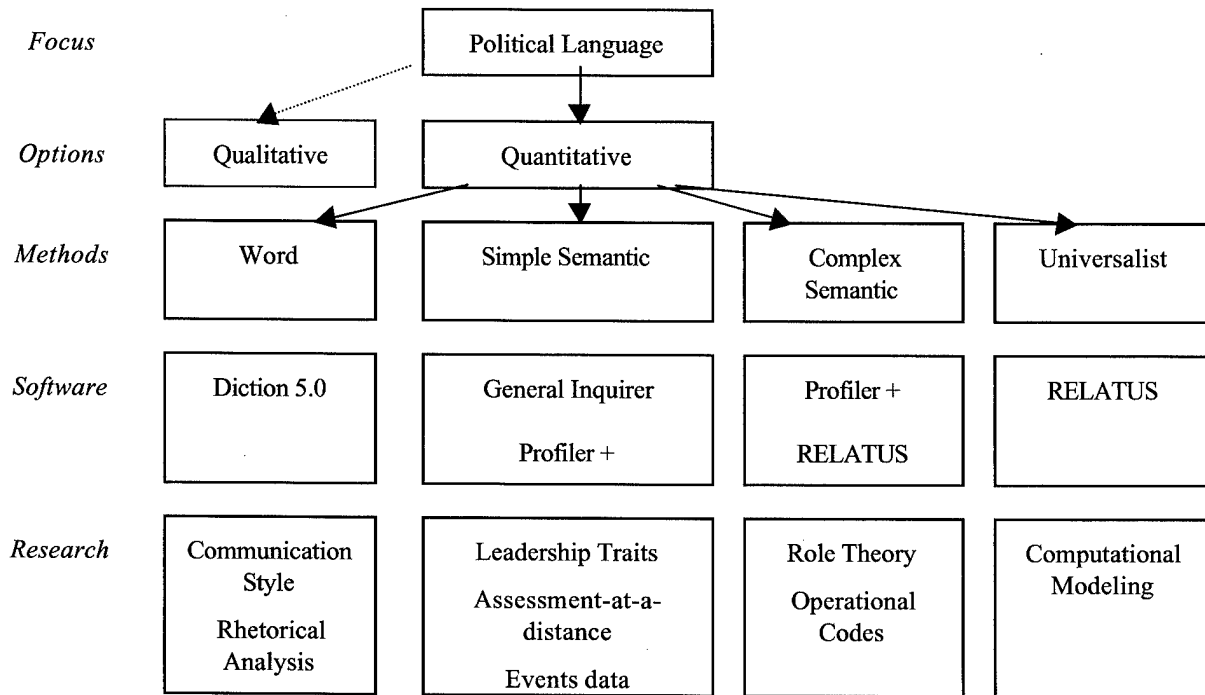 Focus
Political Language
Options
Qualitative
Quantitative
Methods
Word
Simple Semantic
Complex
Semantic
Universalist
Software
Diction 5.0
General Inquirer
Profiler +
Profiler +
RELATUS
RELATUS
Research
Communication
Style
Rhetorical
Analysis
Leadership Traits
Assessment-at-a-
distance
Events data
Role Theory
Operational
Codes
Computational
Modeling